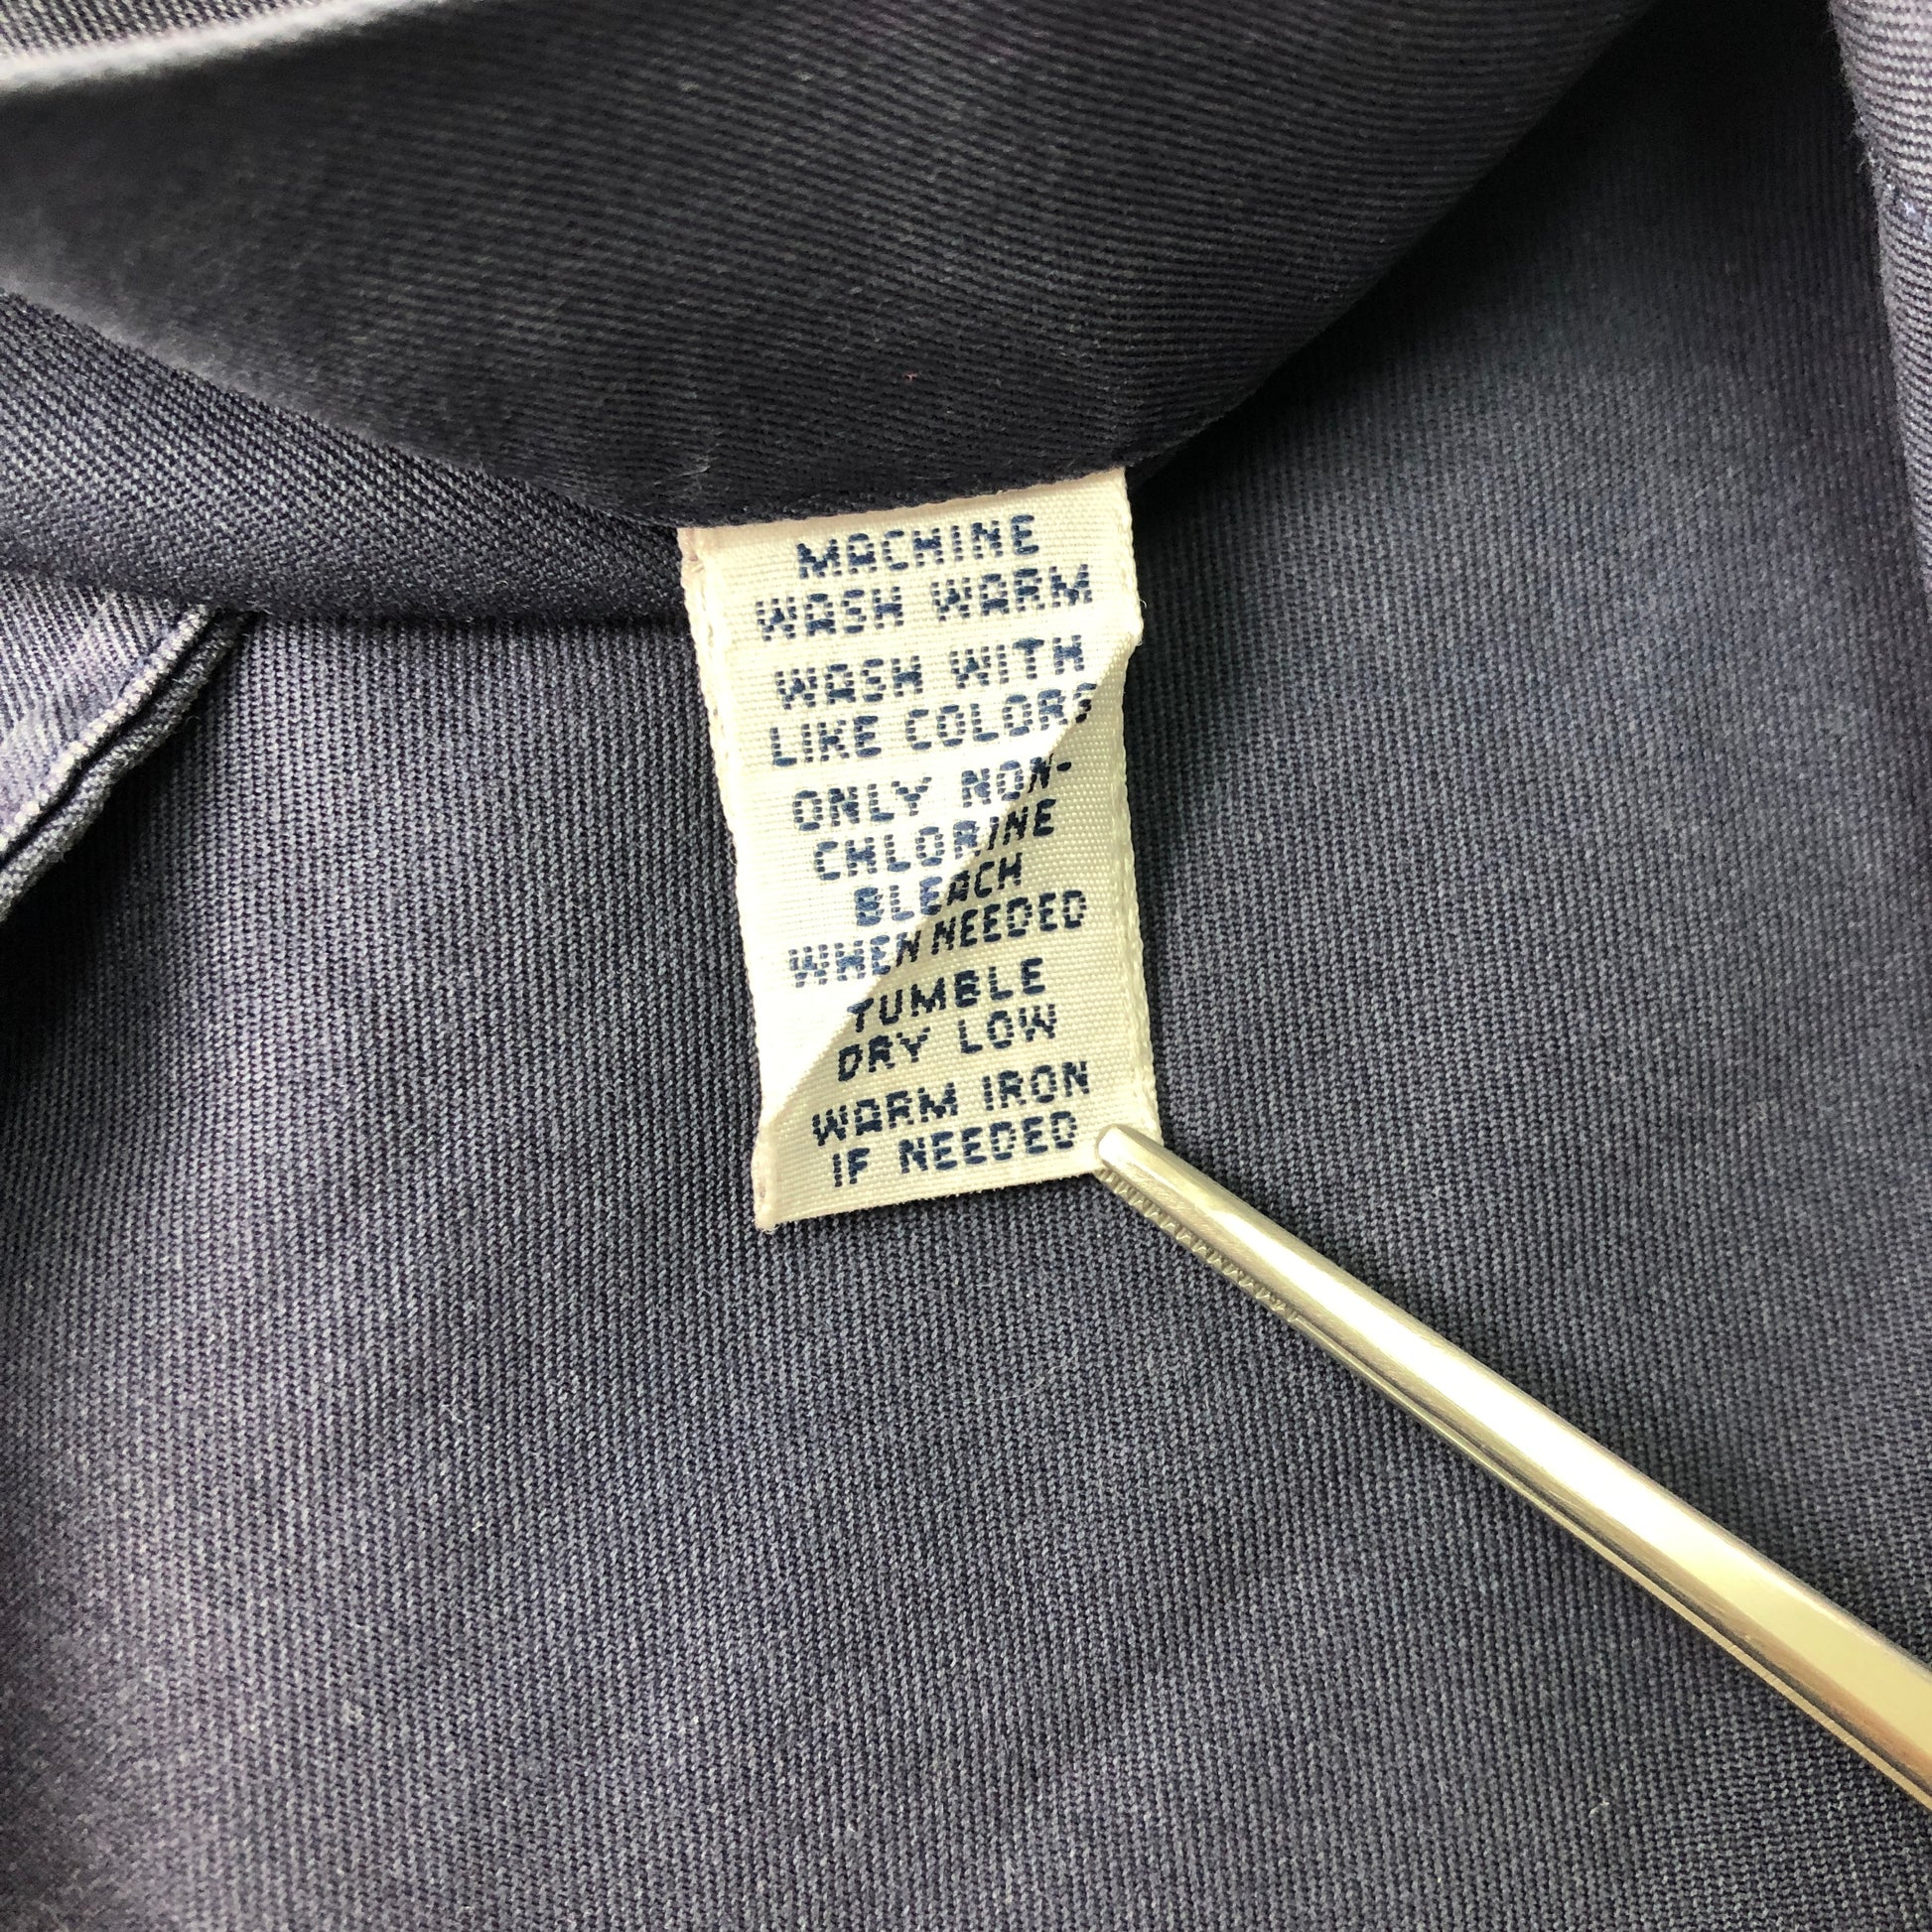 MACHINE
WASH WARM
WASH WITH
LIKE COLORS
ONLY NON-
CHLORINE
BLEACH
WHEN NEEDED
TUMBLE
DRY LOW
WARM IRON
IF NEEDED